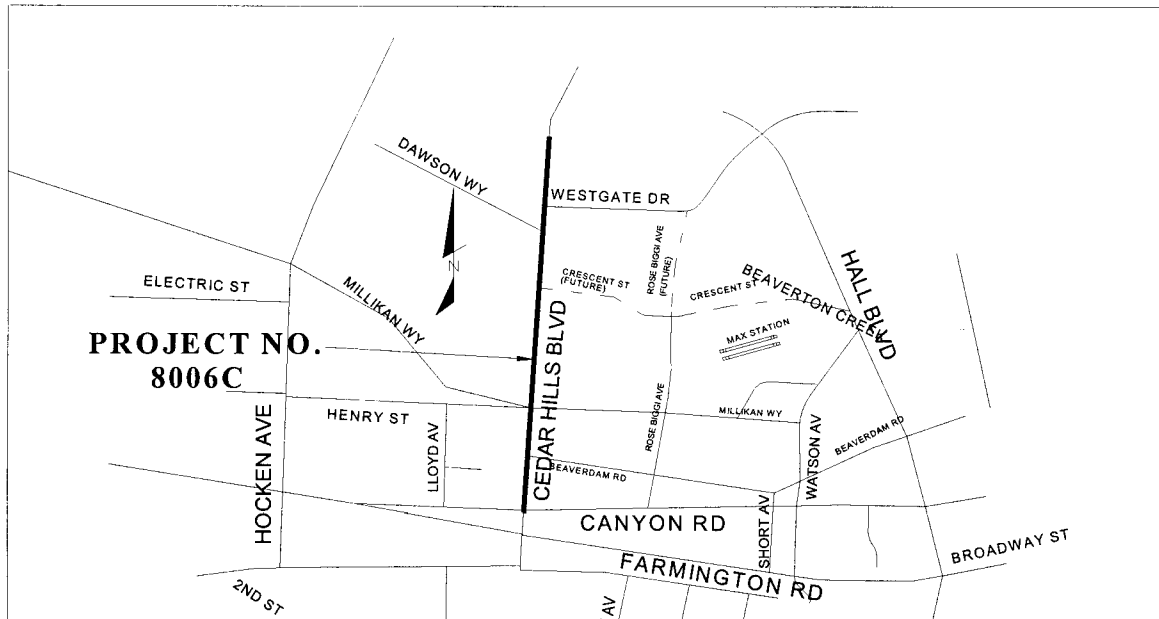 DAWSON WY
WESTGATE DR
ELECTRIC ST
MILLIKAN WY
N
CRESCENT ST
(FUTURE)
ROSE BIGGI AVE
(FUTURE)
CRESCENT ST
BEAVERTON CREEK
HALL BLVD
MAX STATION
PROJECT NO.
8006C
CEDAR HILLS BLVD
ROSE BIGGI AVE
MILLIKAN WY
HENRY ST
HOCKEN AVE
LLOYD AV
BEAVERDAM RD
WATSON AV
BEAVERDAM RD
CANYON RD
SHORT AV
FARMINGTON RD
BROADWAY ST
2ND ST
AV